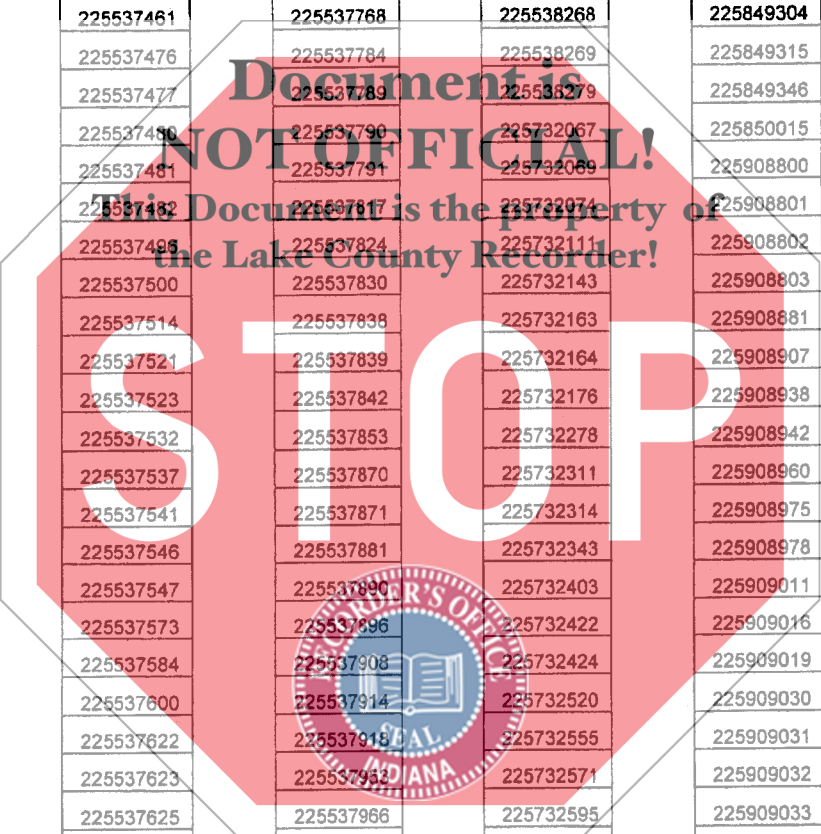 225537461 225537768 225538268 225849304
225537476 225537784 225538269 225849315
225537477 225537789 225538279 225849346
225537480 225537790 225732067 225850015
225537481 225537791 225732069 225908800
225537482 225537817 225732074 225908801
225537495 225537824 225732111 225908802
225537500 225537830 225732143 225908803
225537514 225537838 225732163 225908881
225537521 225537839 225732164 225908907
225537523 225537842 225732176 225908938
225537532 225537853 225732278 225908942
225537537 225537870 225732311 225908960
225537541 225537871 225732314 225908975
225537546 225537881 225732343 225908978
225537547 225537890 225732403 225909011
225537573 225537896 225732422 225909016
225537584 225537908 225732424 225909019
225537600 225537914 225732520 225909030
225537622 225537918 225732555 225909031
225537623 225537953 225732571 225909032
225537625 225537966 225732595 225909033
Document is
NOT OFFICIAL!
This Document is the property of
the Lake County Recorder!
STOP
RECORDER'S OFFICE
SEAL
INDIANA